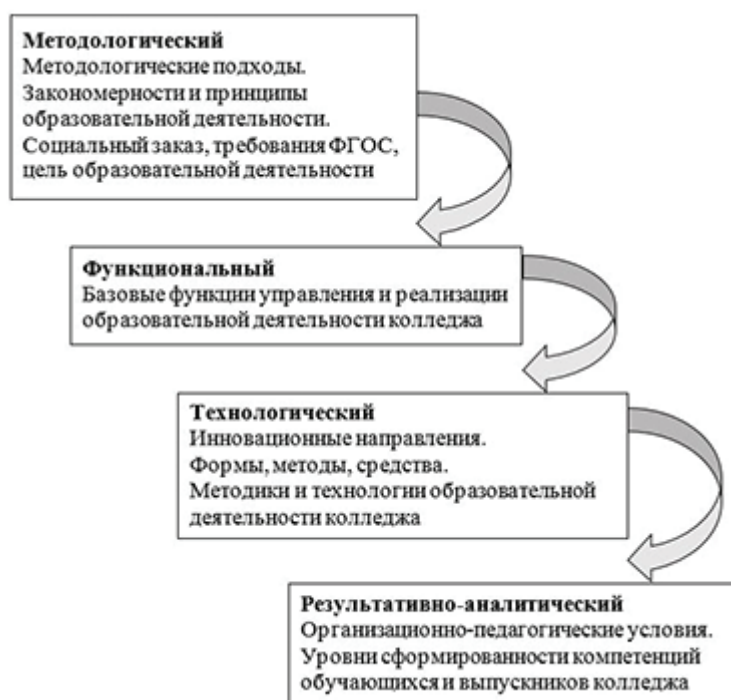 Методологический
Методологические подходы.
Закономерности и принципы
образовательной деятельности.
Социальный заказ, требования ФГОС,
цель образовательной деятельности
Функциональный
Базовые функции управления и реализации
образовательной деятельности колледжа
Технологический
Инновационные направления.
Формы, методы, средства.
Методики и технологии образовательной
деятельности колледжа
Результативно-аналитический
Организационно-педагогические условия.
Уровни сформированности компетенций
обучающихся и выпускников колледжа